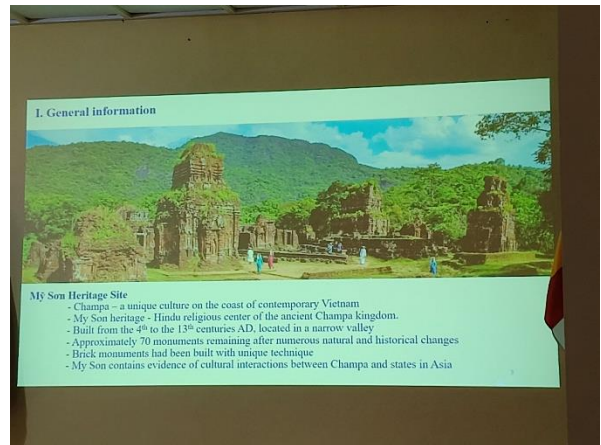 I. General information
Mỹ Sơn Heritage Site
- Champa – a unique culture on the coast of contemporary Vietnam
- My Son heritage - Hindu religious center of the ancient Champa kingdom.
- Built from the 4th to the 13th centuries AD, located in a narrow valley
- Approximately 70 monuments remaining after numerous natural and historical changes
- Brick monuments had been built with unique technique
- My Son contains evidence of cultural interactions between Champa and states in Asia